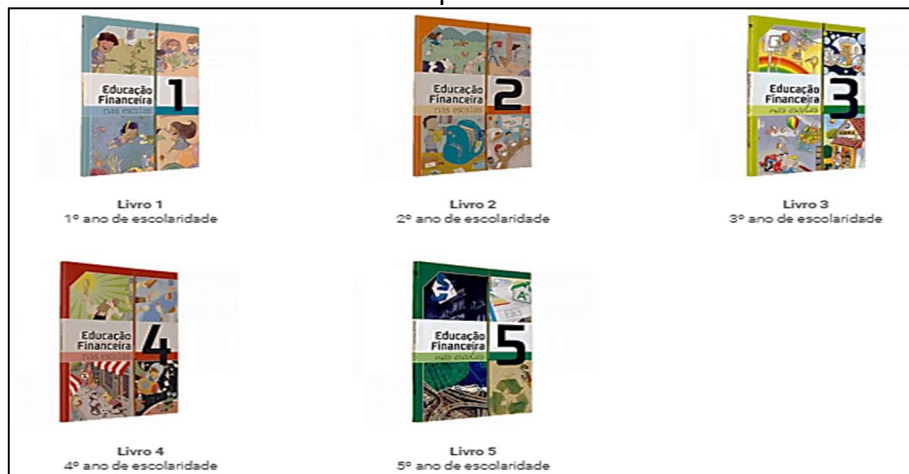 Educação
Financeira
nas escolas
1
Educação
Financeira
nas escolas
2
Educação
Financeira
nas escolas
3
Livro 1
1º ano de escolaridade
Livro 2
2º ano de escolaridade
Livro 3
3º ano de escolaridade
Educação
Financeira
nas escolas
4
Educação
Financeira
nas escolas
5
Livro 4
4º ano de escolaridade
Livro 5
5º ano de escolaridade